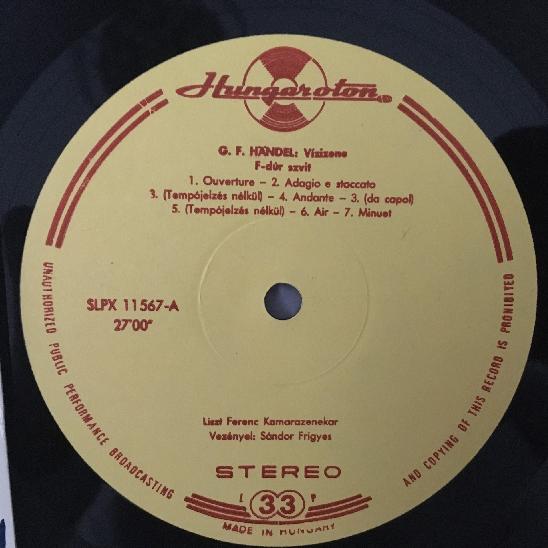 Hungaroton
G. F. HÄNDEL: Vízizene
F-dúr szvit
1. Ouverture – 2. Adagio e staccato
3. (Tempójelzés nélkül) – 4. Andante – 3. (da capo)
5. (Tempójelzés nélkül) – 6. Air – 7. Minuet
SLPX 11567-A
27'00"
Liszt Ferenc Kamarazenekar
Vezényel: Sándor Frigyes
STEREO
L 33 P
MADE IN HUNGARY
UNAUTHORIZED PUBLIC PERFORMANCE BROADCASTING
AND COPYING OF THIS RECORD IS PROHIBITED